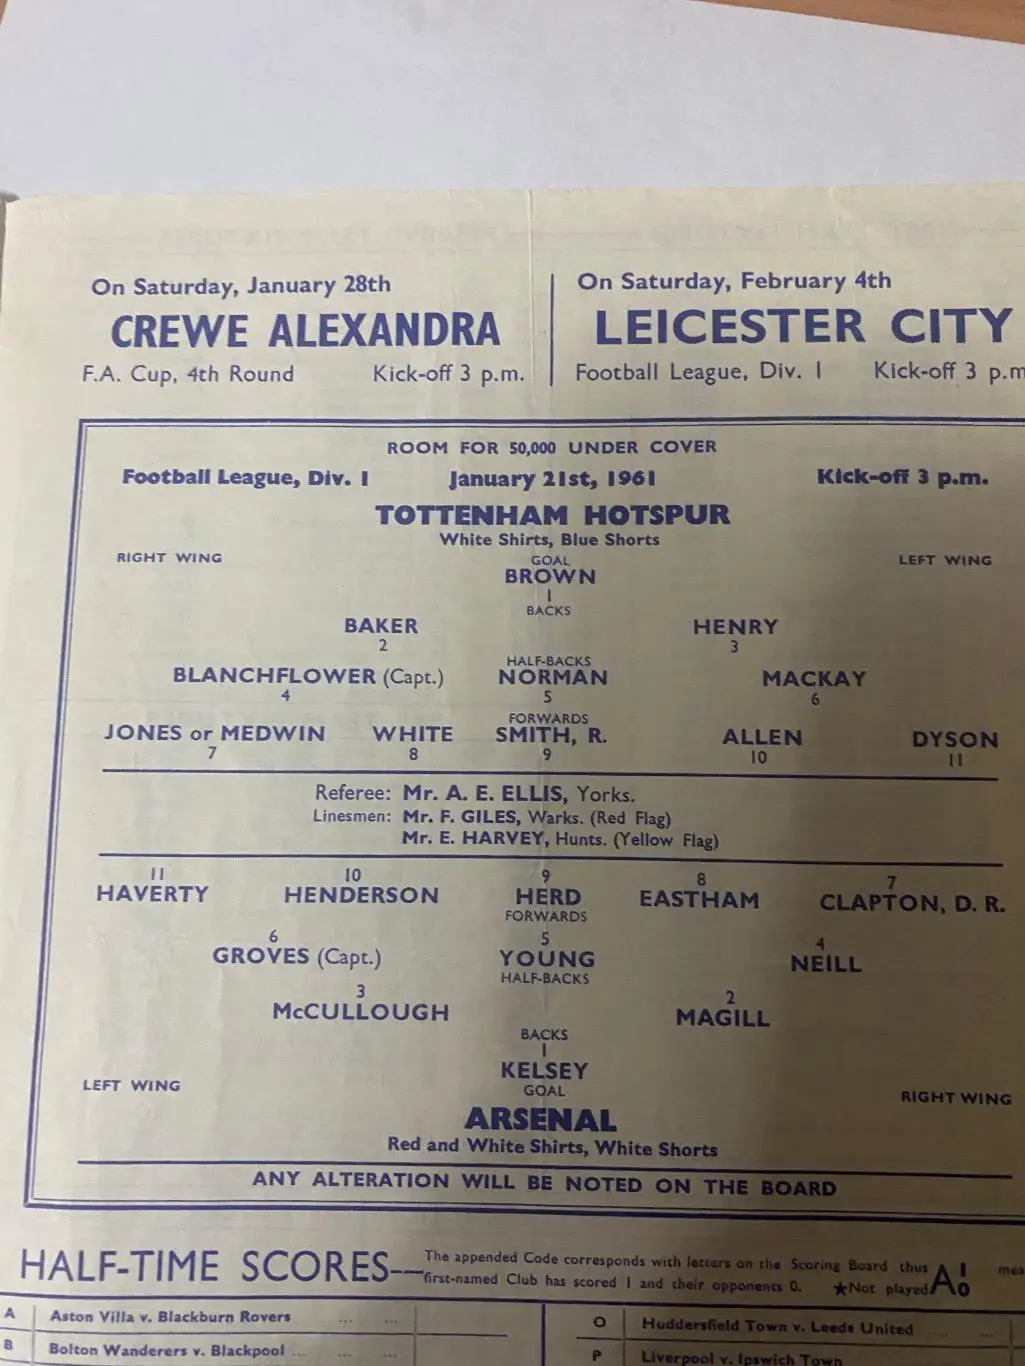 On Saturday, January 28th
CREWE ALEXANDRA
F.A. Cup, 4th Round Kick-off 3 p.m.
On Saturday, February 4th
LEICESTER CITY
Football League, Div. 1 Kick-off 3 p.m
ROOM FOR 50,000 UNDER COVER
Football League, Div. 1 January 21st, 1961 Kick-off 3 p.m.
TOTTENHAM HOTSPUR
White Shirts, Blue Shorts
RIGHT WING GOAL LEFT WING
BROWN
1
BACKS
BAKER HENRY
2 3
HALF-BACKS
BLANCHFLOWER (Capt.) NORMAN MACKAY
4 5 6
FORWARDS
JONES or MEDWIN WHITE SMITH, R. ALLEN DYSON
7 8 9 10 11
Referee: Mr. A. E. ELLIS, Yorks.
Linesmen: Mr. F. GILES, Warks. (Red Flag)
Mr. E. HARVEY, Hunts. (Yellow Flag)
11 10 9 8 7
HAVERTY HENDERSON HERD EASTHAM CLAPTON, D. R.
FORWARDS
6 5 4
GROVES (Capt.) YOUNG NEILL
HALF-BACKS
3 2
McCULLOUGH MAGILL
BACKS
1
KELSEY
LEFT WING GOAL RIGHT WING
ARSENAL
Red and White Shirts, White Shorts
ANY ALTERATION WILL BE NOTED ON THE BOARD
HALF-TIME SCORES—
The appended Code corresponds with letters on the Scoring Board thus A 1 0 mea
first-named Club has scored 1 and their opponents 0. ★Not played
A Aston Villa v. Blackburn Rovers ... ...
B Bolton Wanderers v. Blackpool ... ... ...
O Huddersfield Town v. Leeds United
P Liverpool v. Ipswich Town